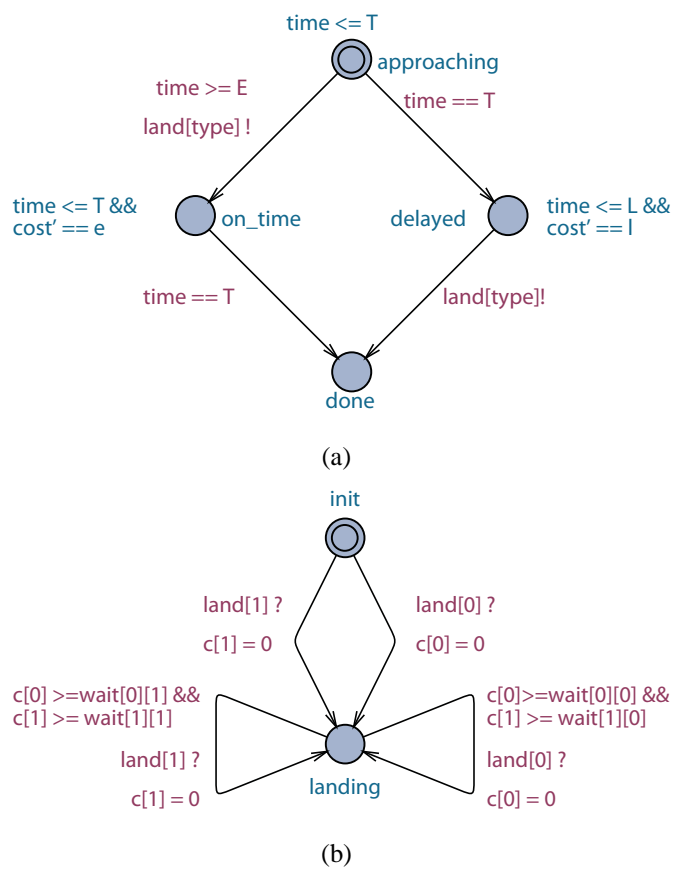 time <= T
approaching
time >= E
time == T
land[type] !
time <= T &&
cost' == e
on_time
delayed
time <= L &&
cost' == l
time == T
land[type]!
done
(a)
init
land[1] ?
land[0] ?
c[1] = 0
c[0] = 0
c[0] >=wait[0][1] &&
c[1] >= wait[1][1]
c[0]>=wait[0][0] &&
c[1] >= wait[1][0]
land[1] ?
land[0] ?
landing
c[1] = 0
c[0] = 0
(b)